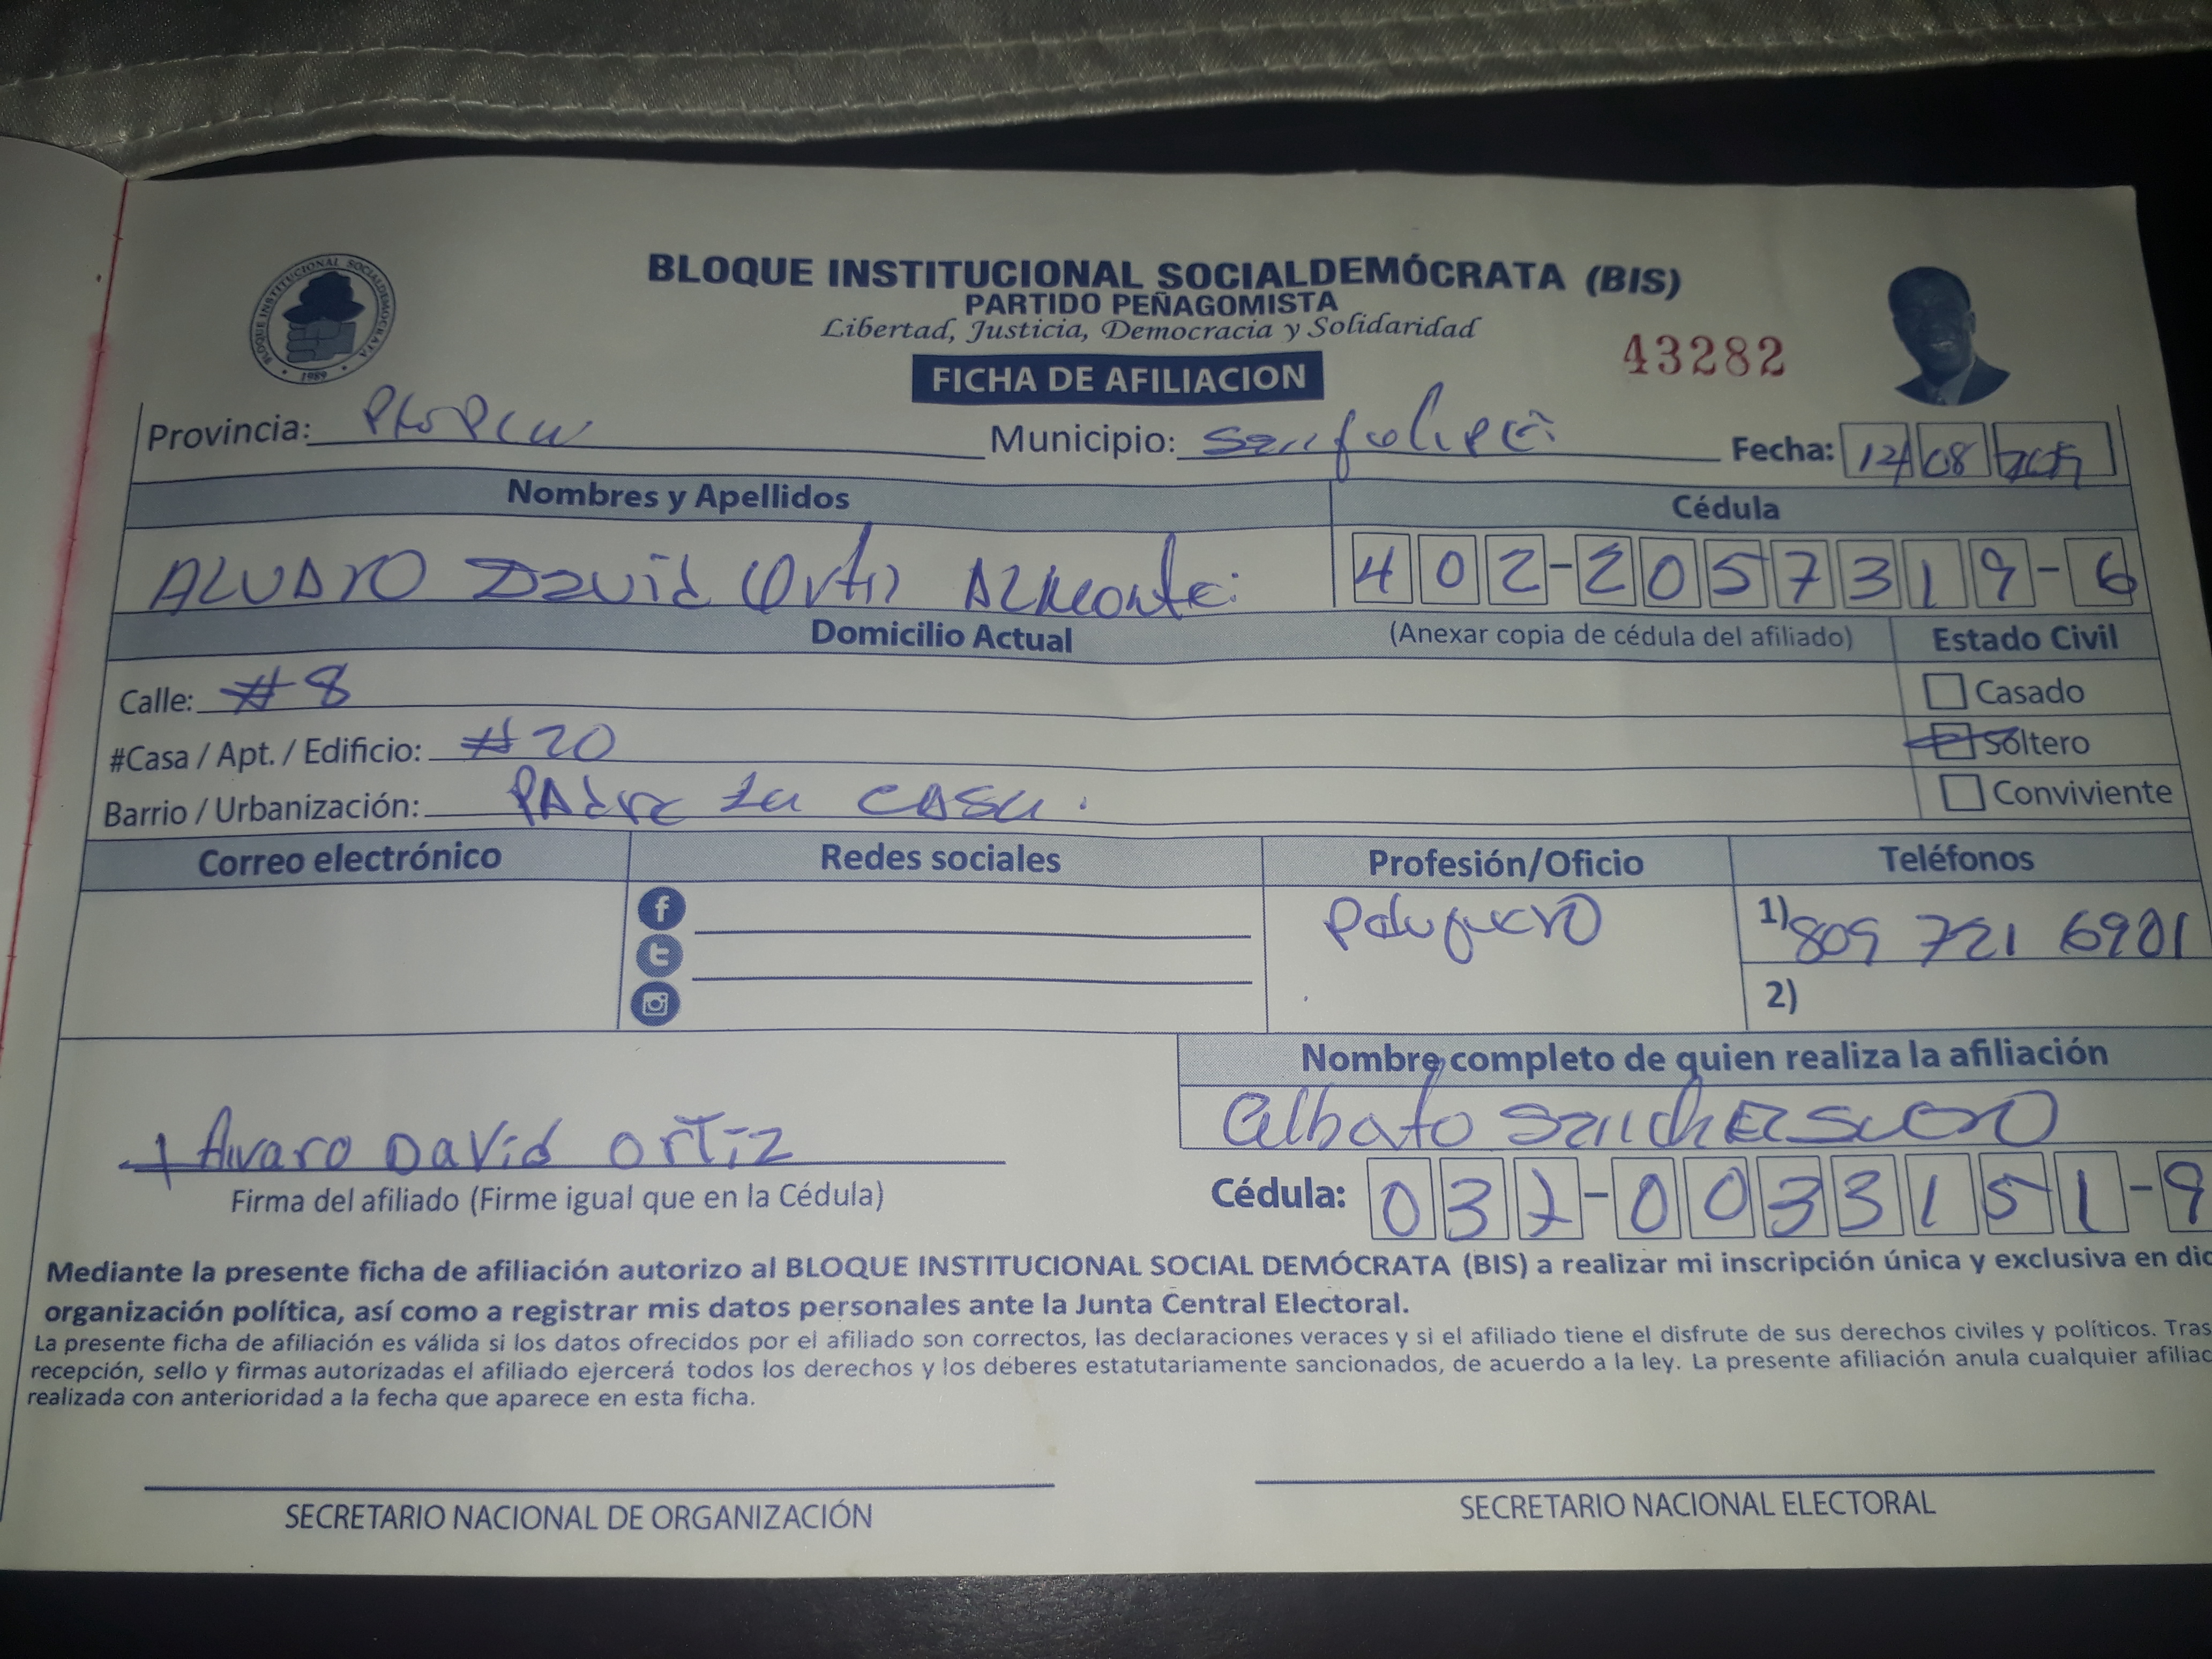 BLOQUE INSTITUCIONAL SOCIALDEMÓCRATA (BIS)
PARTIDO PEÑAGOMISTA
Libertad, Justicia, Democracia y Solidaridad
BLOQUE INSTITUCIONAL SOCIALDEMOCRATA
1989
FICHA DE AFILIACION
43282
Provincia: Municipio: Fecha: 12/08
Nombres y Apellidos Cédula
ALVARO David Ortiz 402-2057319-6
Domicilio Actual (Anexar copia de cédula del afiliado) Estado Civil
Calle: #8 Casado
#Casa / Apt. / Edificio: #20 Soltero
Barrio / Urbanización: PAdre La CASA. Conviviente
Correo electrónico Redes sociales Profesión/Oficio Teléfonos
1) 809 721 6901
2)
Nombre completo de quien realiza la afiliación
Alvaro DaviD ORTiz
Firma del afiliado (Firme igual que en la Cédula) Cédula: 037-0033151-9
Mediante la presente ficha de afiliación autorizo al BLOQUE INSTITUCIONAL SOCIAL DEMÓCRATA (BIS) a realizar mi inscripción única y exclusiva en dic
organización política, así como a registrar mis datos personales ante la Junta Central Electoral.
La presente ficha de afiliación es válida si los datos ofrecidos por el afiliado son correctos, las declaraciones veraces y si el afiliado tiene el disfrute de sus derechos civiles y políticos. Tras
recepción, sello y firmas autorizadas el afiliado ejercerá todos los derechos y los deberes estatutariamente sancionados, de acuerdo a la ley. La presente afiliación anula cualquier afiliac
realizada con anterioridad a la fecha que aparece en esta ficha.
SECRETARIO NACIONAL DE ORGANIZACIÓN SECRETARIO NACIONAL ELECTORAL